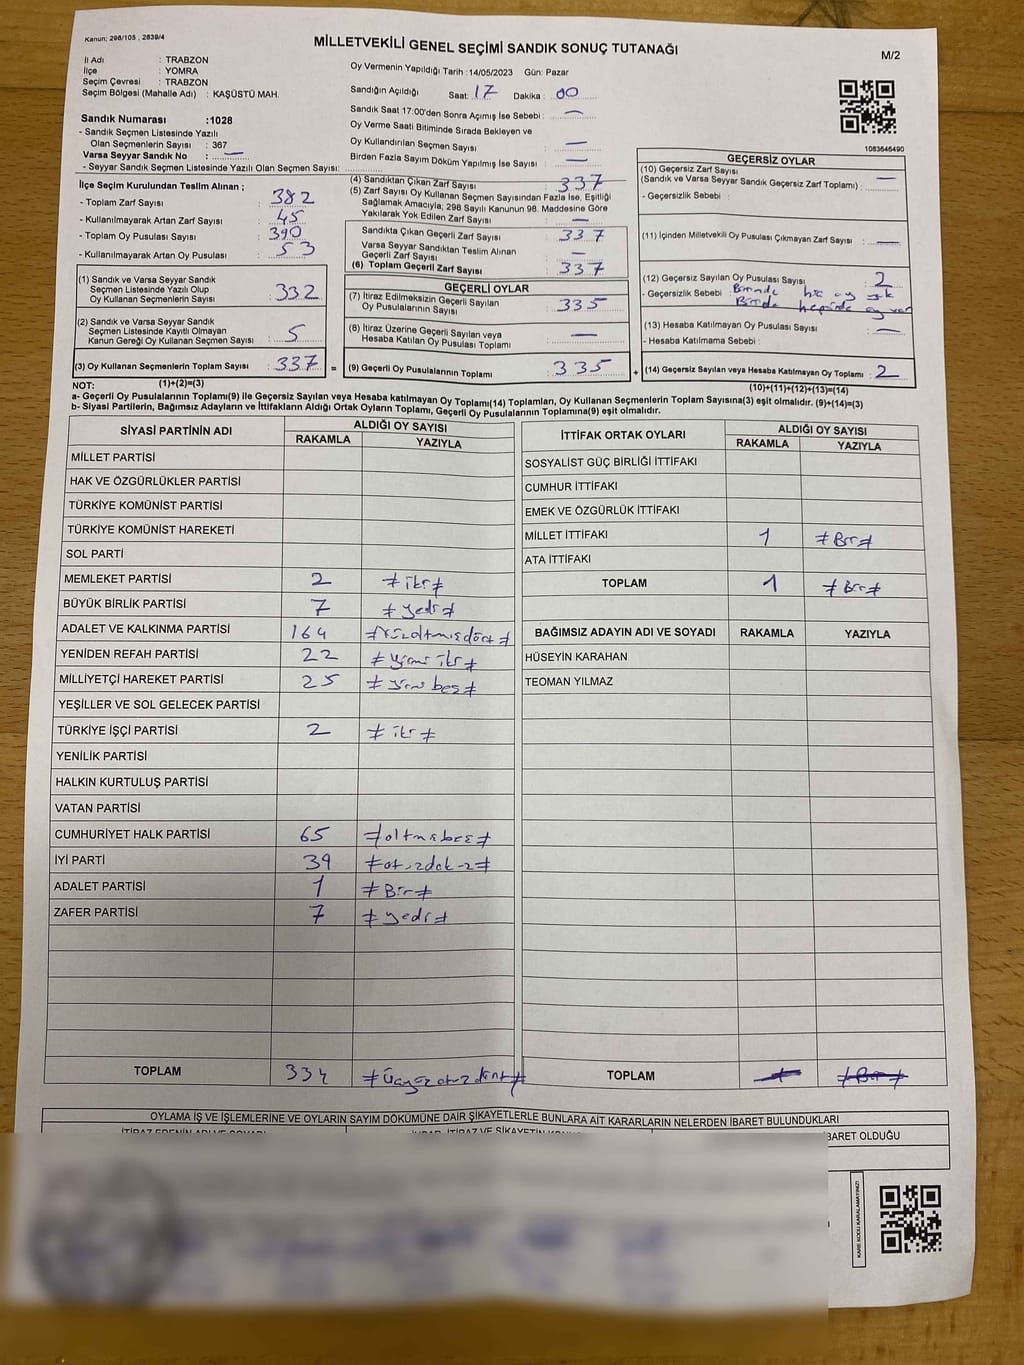 Kanun: 298/105 , 2839/4
MİLLETVEKİLİ GENEL SEÇİMİ SANDIK SONUÇ TUTANAĞI
M/2
İl Adı : TRABZON
İlçe : YOMRA
Seçim Çevresi : TRABZON
Seçim Bölgesi (Mahalle Adı) : KAŞÜSTÜ MAH.
Sandık Numarası :1028
- Sandık Seçmen Listesinde Yazılı
Olan Seçmenlerin Sayısı : 367
Varsa Seyyar Sandık No : —
- Seyyar Sandık Seçmen Listesinde Yazılı Olan Seçmen Sayısı:
Oy Vermenin Yapıldığı Tarih :14/05/2023 Gün: Pazar
Sandığın Açıldığı Saat: 17 Dakika : 00
Sandık Saat 17:00'den Sonra Açımış İse Sebebi : —
Oy Verme Saati Bitiminde Sırada Bekleyen ve
Oy Kullandırılan Seçmen Sayısı : —
Birden Fazla Sayım Döküm Yapılmış İse Sayısı : —
1083646490
İlçe Seçim Kurulundan Teslim Alınan ;
- Toplam Zarf Sayısı : 382
- Kullanılmayarak Artan Zarf Sayısı : 45
- Toplam Oy Pusulası Sayısı : 390
- Kullanılmayarak Artan Oy Pusulası : 53
(1) Sandık ve Varsa Seyyar Sandık
Seçmen Listesinde Yazılı Olup
Oy Kullanan Seçmenlerin Sayısı : 332
(2) Sandık ve Varsa Seyyar Sandık
Seçmen Listesinde Kayıtlı Olmayan
Kanun Gereği Oy Kullanan Seçmen Sayısı : 5
(3) Oy Kullanan Seçmenlerin Toplam Sayısı : 337 =
(4) Sandıktan Çıkan Zarf Sayısı : 337
(5) Zarf Sayısı Oy Kullanan Seçmen Sayısından Fazla İse, Eşitliği
Sağlamak Amacıyla; 298 Sayılı Kanunun 98. Maddesine Göre
Yakılarak Yok Edilen Zarf Sayısı : —
Sandıkta Çıkan Geçerli Zarf Sayısı : 337
Varsa Seyyar Sandıktan Teslim Alınan
Geçerli Zarf Sayısı : —
(6) Toplam Geçerli Zarf Sayısı : 337
GEÇERLİ OYLAR
(7) İtiraz Edilmeksizin Geçerli Sayılan
Oy Pusulalarının Sayısı : 335
(8) İtiraz Üzerine Geçerli Sayılan veya
Hesaba Katılan Oy Pusulası Toplamı : —
(9) Geçerli Oy Pusulalarının Toplamı : 335 +
GEÇERSİZ OYLAR
(10) Geçersiz Zarf Sayısı
(Sandık ve Varsa Seyyar Sandık Geçersiz Zarf Toplamı) : —
- Geçersizlik Sebebi :
(11) İçinden Milletvekili Oy Pusulası Çıkmayan Zarf Sayısı : —
(12) Geçersiz Sayılan Oy Pusulası Sayısı : 2
- Geçersizlik Sebebi : Birinde hiç oy yok
Birinde hepsinde oy var
(13) Hesaba Katılmayan Oy Pusulası Sayısı : —
- Hesaba Katılmama Sebebi :
(14) Geçersiz Sayılan veya Hesaba Katılmayan Oy Toplamı : 2
NOT: (1)+(2)=(3)
(10)+(11)+(12)+(13)=(14)
a- Geçerli Oy Pusulalarının Toplamı(9) ile Geçersiz Sayılan veya Hesaba Katılmayan Oy Toplamı(14) Toplamları, Oy Kullanan Seçmenlerin Toplam Sayısına(3) eşit olmalıdır. (9)+(14)=(3)
b- Siyasi Partilerin, Bağımsız Adayların ve İttifakların Aldığı Ortak Oyların Toplamı, Geçerli Oy Pusulalarının Toplamına(9) eşit olmalıdır.
SİYASİ PARTİNİN ADI ALDIĞI OY SAYISI
RAKAMLA YAZIYLA
MİLLET PARTİSİ
HAK VE ÖZGÜRLÜKLER PARTİSİ
TÜRKİYE KOMÜNİST PARTİSİ
TÜRKİYE KOMÜNİST HAREKETİ
SOL PARTİ
MEMLEKET PARTİSİ 2 ≠ iki ≠
BÜYÜK BİRLİK PARTİSİ 7 ≠ yedi ≠
ADALET VE KALKINMA PARTİSİ 164 ≠ Yüzaltmışdört ≠
YENİDEN REFAH PARTİSİ 22 ≠ yirmi iki ≠
MİLLİYETÇİ HAREKET PARTİSİ 25 ≠ yirmi beş ≠
YEŞİLLER VE SOL GELECEK PARTİSİ
TÜRKİYE İŞÇİ PARTİSİ 2 ≠ iki ≠
YENİLİK PARTİSİ
HALKIN KURTULUŞ PARTİSİ
VATAN PARTİSİ
CUMHURİYET HALK PARTİSİ 65 ≠ altmışbeş ≠
İYİ PARTİ 39 ≠ otuzdokuz ≠
ADALET PARTİSİ 1 ≠ Bir ≠
ZAFER PARTİSİ 7 ≠ yedi ≠
TOPLAM 334 ≠ Üçyüzotuzdört ≠
İTTİFAK ORTAK OYLARI ALDIĞI OY SAYISI
RAKAMLA YAZIYLA
SOSYALİST GÜÇ BİRLİĞİ İTTİFAKI
CUMHUR İTTİFAKI
EMEK VE ÖZGÜRLÜK İTTİFAKI
MİLLET İTTİFAKI 1 ≠ Bir ≠
ATA İTTİFAKI
TOPLAM 1 ≠ Bir ≠
BAĞIMSIZ ADAYIN ADI VE SOYADI RAKAMLA YAZIYLA
HÜSEYİN KARAHAN
TEOMAN YILMAZ
TOPLAM 1 ≠ Bir ≠
OYLAMA İŞ VE İŞLEMLERİNE VE OYLARIN SAYIM DÖKÜMÜNE DAİR ŞİKAYETLERLE BUNLARA AİT KARARLARIN NELERDEN İBARET BULUNDUKLARI
BARET OLDUĞU
KARE KODU KARALAMAYINIZ!